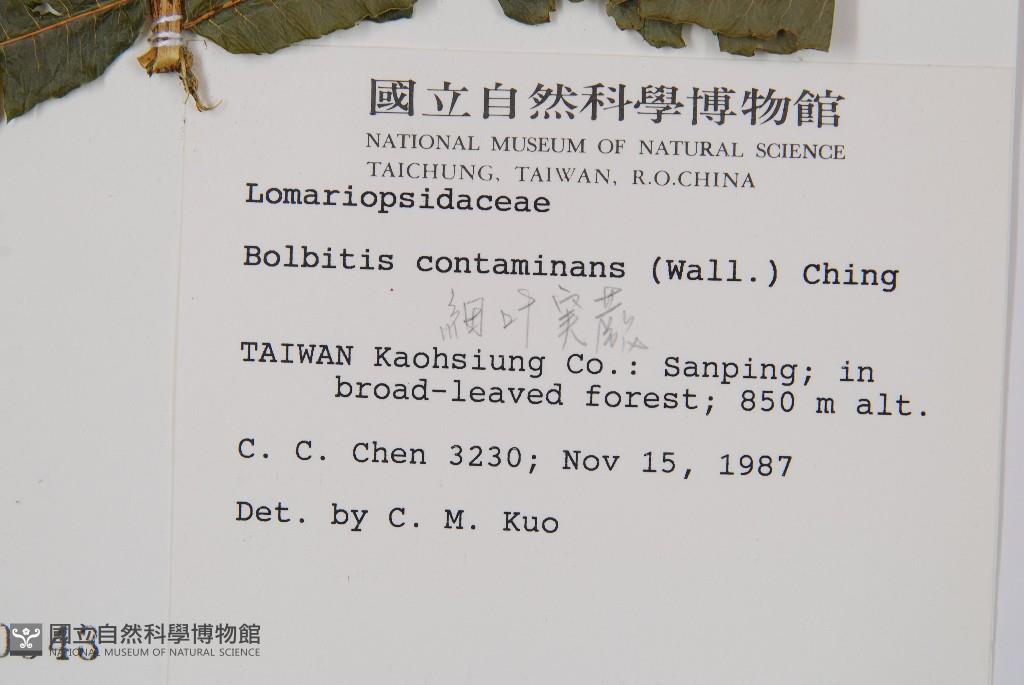 國立自然科學博物館
NATIONAL MUSEUM OF NATURAL SCIENCE
TAICHUNG, TAIWAN, R.O.CHINA
Lomariopsidaceae
Bolbitis contaminans (Wall.) Ching
細叶実蕨
TAIWAN Kaohsiung Co.: Sanping; in
broad-leaved forest; 850 m alt.
C. C. Chen 3230; Nov 15, 1987
Det. by C. M. Kuo
國立自然科學博物館
NATIONAL MUSEUM OF NATURAL SCIENCE